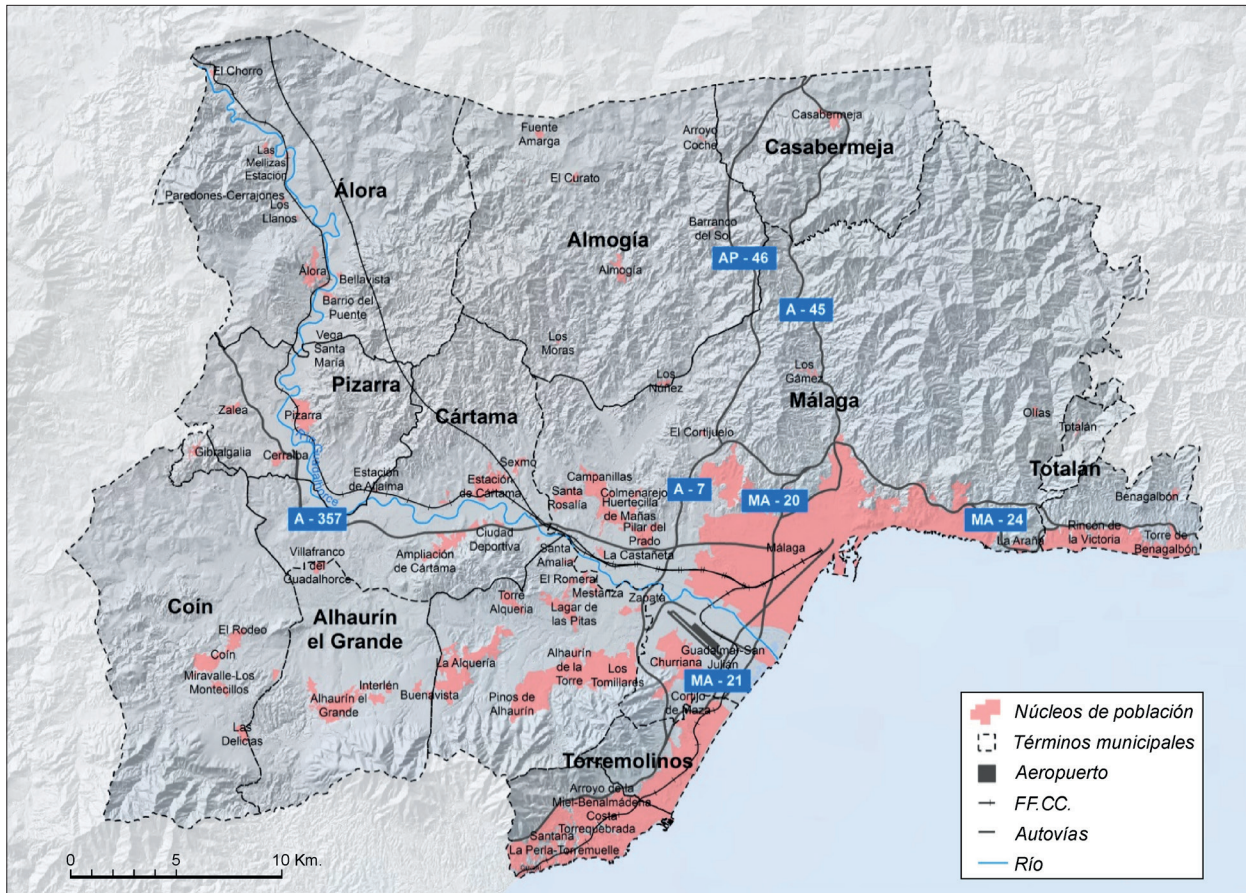 El Chorro
Fuente
Amarga
Arroyo
Coche
Casabermeja
Casabermeja
Las
Mellizas
Estación
Álora
El Curato
Paredones-Cerrajones
Los
Llanos
Almogía
Barranco
del Sol
AP - 46
Álora
Bellavista
Almogía
Barrio del
Puente
A - 45
Vega
Santa
María
Los
Moras
Pizarra
Los
Nuñez
Los
Gámez
Málaga
Zalea
Pizarra
Cártama
Olías
Totalán
El Cortijuelo
Gibralgalia
Cerralba
Sexmo
Totalán
Estación
de Aljaima
Estación
de Cártama
Campanillas
Santa
Rosalía
Colmenarejo
Huertecilla
de Mañas
Pilar del
Prado
A - 7
MA - 20
Benagalbón
A - 357
MA - 24
Rincón de
la Victoria
La Araña
Torre de
Benagalbón
Ciudad
Deportiva
Ampliación
de Cártama
Santa
Amalia
La Castañeta
Málaga
Villafranco
del
Guadalhorce
El Romeral
Mestanza
Zapata
Torre
Alqueria
Lagar de
las Pitas
Coín
Alhaurín
el Grande
El Rodeo
Coín
Miravalle-Los
Montecillos
La Alquería
Alhaurín
de la
Torre
Los
Tomillares
Guadalmar-San
Julián
Churriana
MA - 21
Interlén
Alhaurín el
Grande
Buenavista
Pinos de
Alhaurín
Cortijo
de Maza
Las
Delicias
Torremolinos
Arroyo de la
Miel-Benalmádena
Costa
Torrequebrada
Santana
La Perla-Torremuelle
Núcleos de población
Términos municipales
Aeropuerto
FF.CC.
Autovías
Río
0 5 10 Km.